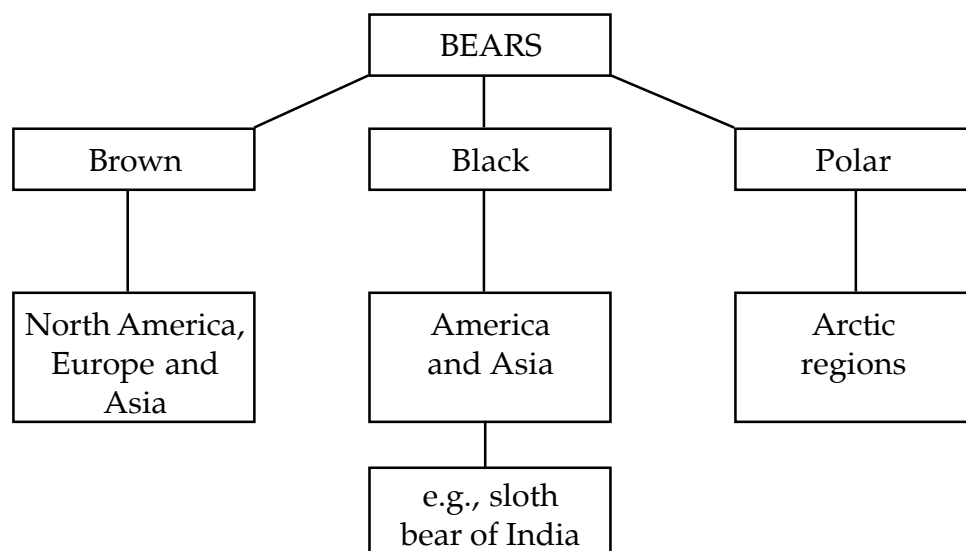 BEARS
Brown
Black
Polar
North America,
Europe and
Asia
America
and Asia
Arctic
regions
e.g., sloth
bear of India